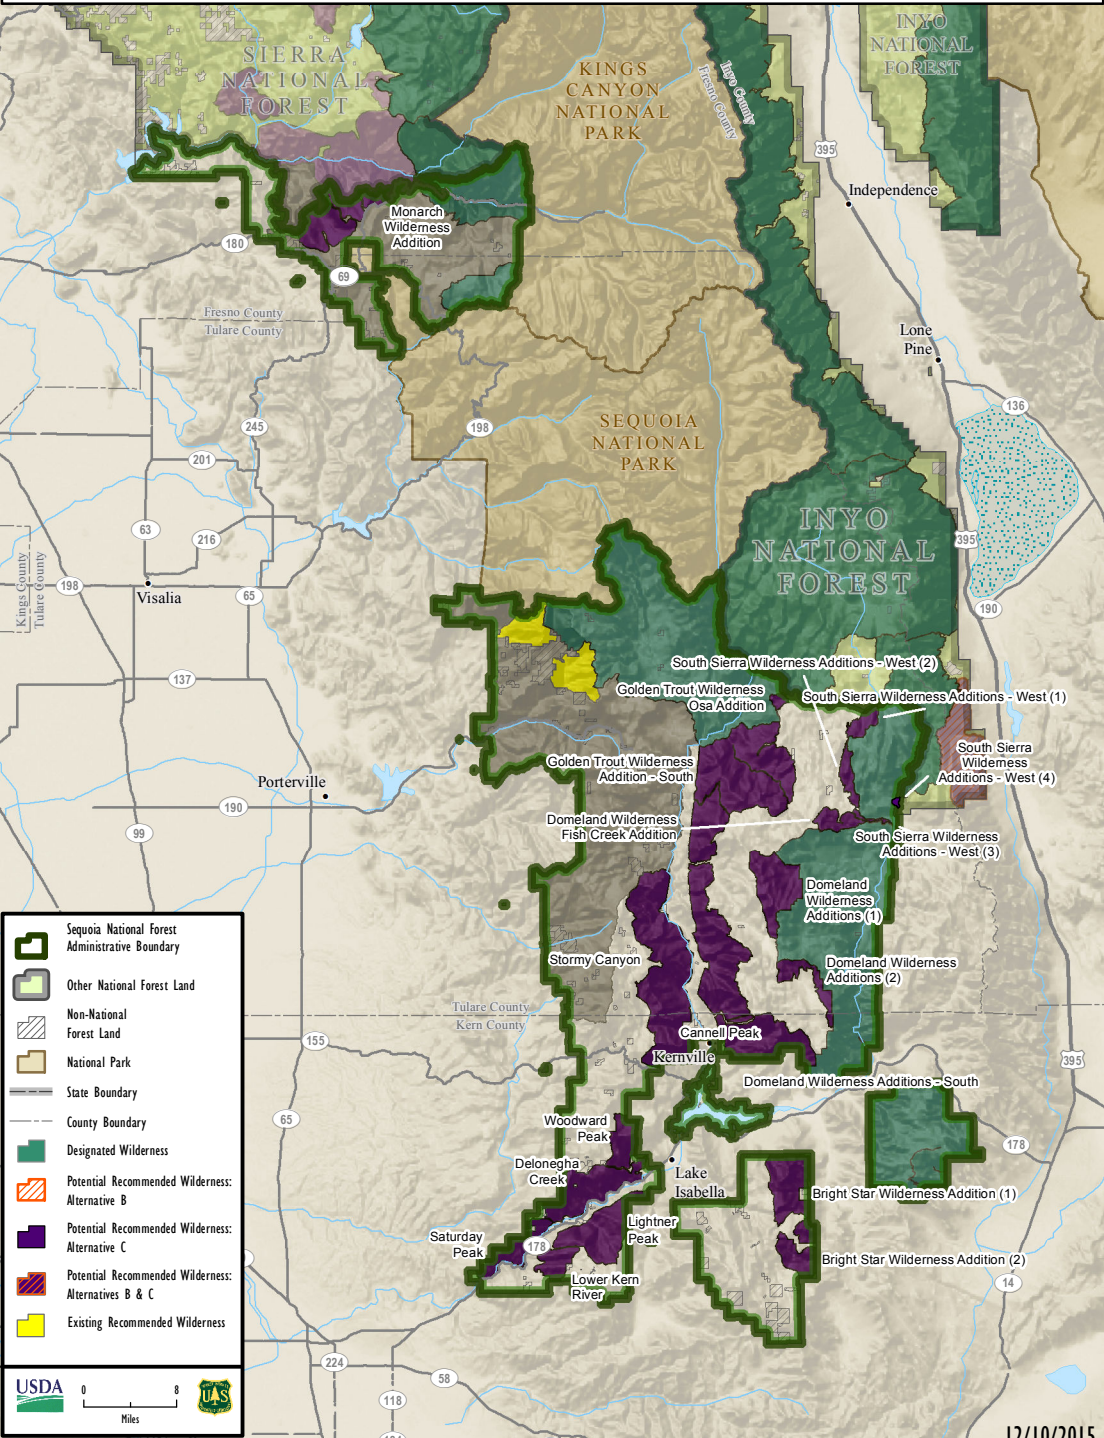 SIERRA
NATIONAL
FOREST
KINGS
CANYON
NATIONAL
PARK
Inyo County
Fresno County
INYO
NATIONAL
FOREST
395
Independence
Monarch
Wilderness
Addition
180
69
Fresno County
Tulare County
Lone
Pine
136
245
198
SEQUOIA
NATIONAL
PARK
201
63
216
INYO
NATIONAL
FOREST
395
Kings County
Tulare County
198
Visalia
65
190
137
South Sierra Wilderness Additions - West (2)
Golden Trout Wilderness
Osa Addition
South Sierra Wilderness Additions - West (1)
South Sierra
Wilderness
Additions - West (4)
Golden Trout Wilderness
Addition - South
Porterville
190
99
Domeland Wilderness
Fish Creek Addition
South Sierra Wilderness
Additions - West (3)
Domeland
Wilderness
Additions (1)
Stormy Canyon
Domeland Wilderness
Additions (2)
Tulare County
Kern County
Cannell Peak
Kernville
155
395
Domeland Wilderness Additions - South
65
Woodward
Peak
178
Delonegha
Creek
Lake
Isabella
Bright Star Wilderness Addition (1)
Lightner
Peak
Saturday
Peak
178
Bright Star Wilderness Addition (2)
Lower Kern
River
14
224
58
118
Sequoia National Forest
Administrative Boundary
Other National Forest Land
Non-National
Forest Land
National Park
State Boundary
County Boundary
Designated Wilderness
Potential Recommended Wilderness:
Alternative B
Potential Recommended Wilderness:
Alternative C
Potential Recommended Wilderness:
Alternatives B & C
Existing Recommended Wilderness
USDA
0 8
Miles
UAS
12/10/2015